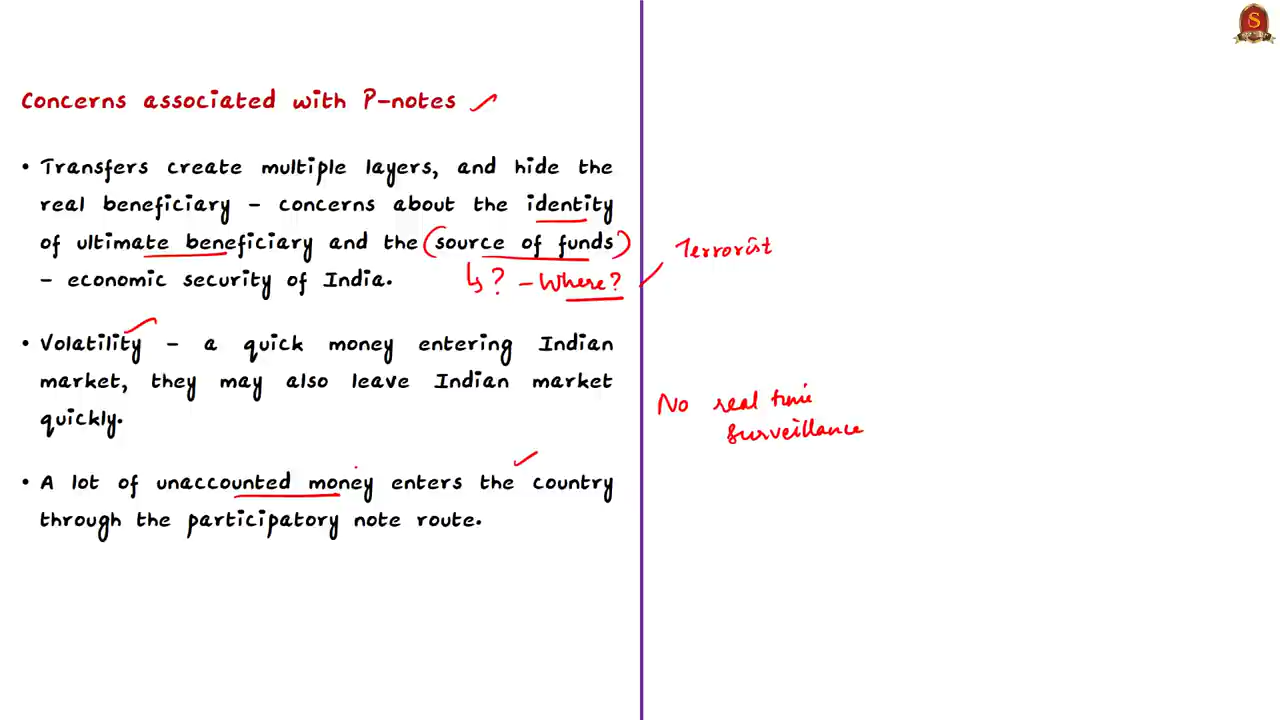 Concerns associated with P-notes
• Transfers create multiple layers, and hide the
real beneficiary - concerns about the identity
of ultimate beneficiary and the (source of funds)
- economic security of India.
↳ ? - Where?
Terrorist
• Volatility - a quick money entering Indian
market, they may also leave Indian market
quickly.
No real time
Surveillance
• A lot of unaccounted money enters the country
through the participatory note route.
S